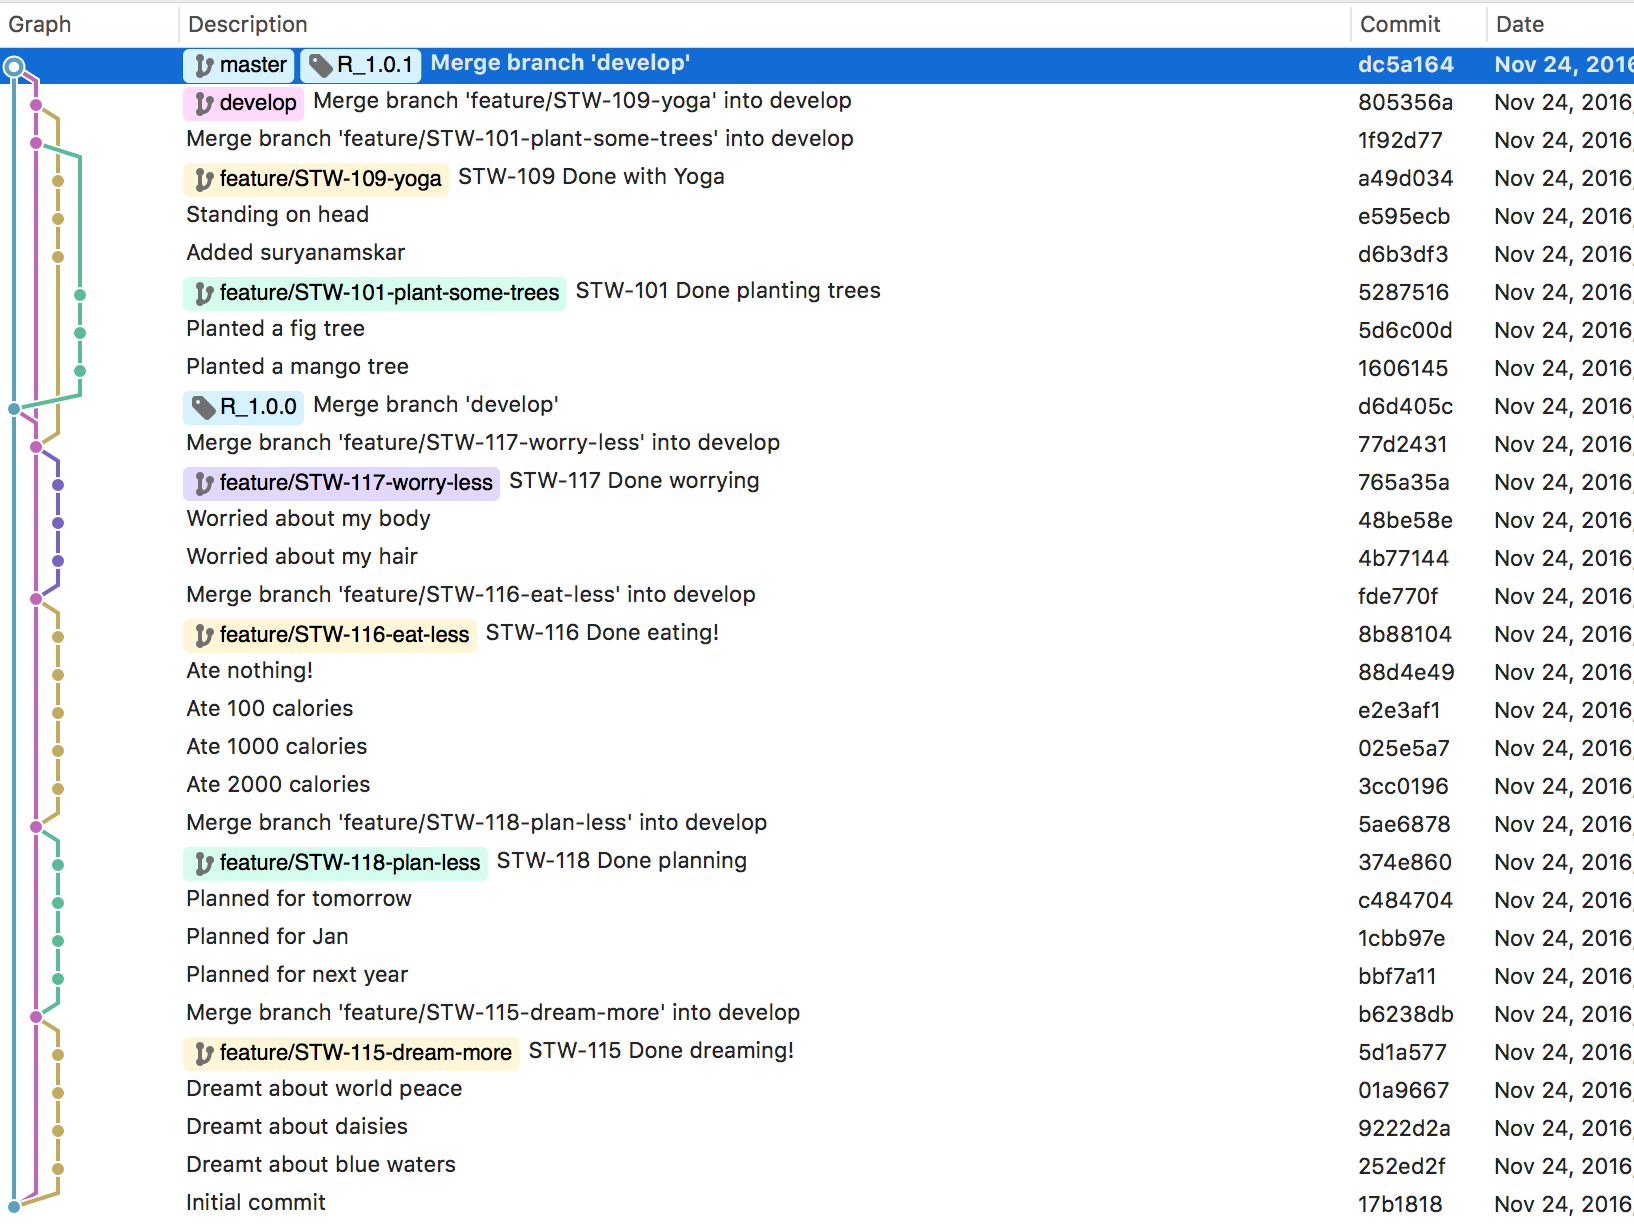 Graph Description Commit Date
master R_1.0.1 Merge branch 'develop' dc5a164 Nov 24, 2016
develop Merge branch 'feature/STW-109-yoga' into develop 805356a Nov 24, 2016,
Merge branch 'feature/STW-101-plant-some-trees' into develop 1f92d77 Nov 24, 2016,
feature/STW-109-yoga STW-109 Done with Yoga a49d034 Nov 24, 2016,
Standing on head e595ecb Nov 24, 2016,
Added suryanamskar d6b3df3 Nov 24, 2016,
feature/STW-101-plant-some-trees STW-101 Done planting trees 5287516 Nov 24, 2016,
Planted a fig tree 5d6c00d Nov 24, 2016,
Planted a mango tree 1606145 Nov 24, 2016,
R_1.0.0 Merge branch 'develop' d6d405c Nov 24, 2016,
Merge branch 'feature/STW-117-worry-less' into develop 77d2431 Nov 24, 2016,
feature/STW-117-worry-less STW-117 Done worrying 765a35a Nov 24, 2016,
Worried about my body 48be58e Nov 24, 2016,
Worried about my hair 4b77144 Nov 24, 2016,
Merge branch 'feature/STW-116-eat-less' into develop fde770f Nov 24, 2016,
feature/STW-116-eat-less STW-116 Done eating! 8b88104 Nov 24, 2016,
Ate nothing! 88d4e49 Nov 24, 2016,
Ate 100 calories e2e3af1 Nov 24, 2016,
Ate 1000 calories 025e5a7 Nov 24, 2016,
Ate 2000 calories 3cc0196 Nov 24, 2016,
Merge branch 'feature/STW-118-plan-less' into develop 5ae6878 Nov 24, 2016,
feature/STW-118-plan-less STW-118 Done planning 374e860 Nov 24, 2016,
Planned for tomorrow c484704 Nov 24, 2016,
Planned for Jan 1cbb97e Nov 24, 2016,
Planned for next year bbf7a11 Nov 24, 2016,
Merge branch 'feature/STW-115-dream-more' into develop b6238db Nov 24, 2016,
feature/STW-115-dream-more STW-115 Done dreaming! 5d1a577 Nov 24, 2016,
Dreamt about world peace 01a9667 Nov 24, 2016,
Dreamt about daisies 9222d2a Nov 24, 2016,
Dreamt about blue waters 252ed2f Nov 24, 2016,
Initial commit 17b1818 Nov 24, 2016,